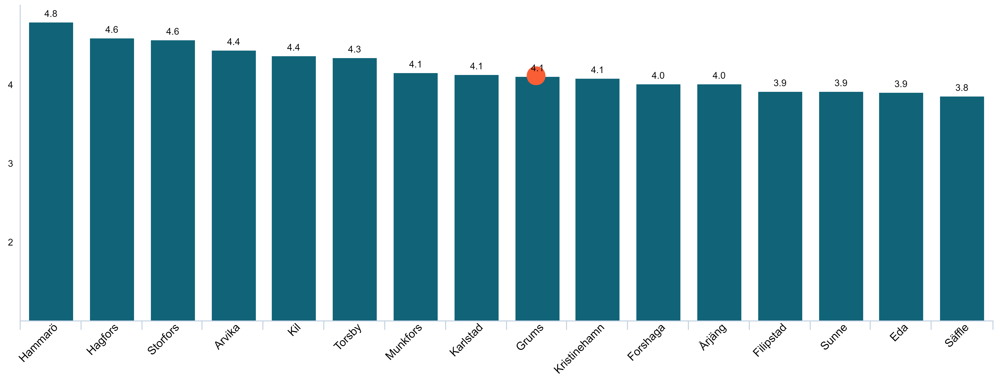 4.8
4.6
4.6
4.4
4.4
4.3
4.1
4.1
4.1
4.1
4.0
4.0
3.9
3.9
3.9
3.8
4
3
2
Hammarö
Hagfors
Storfors
Arvika
Kil
Torsby
Munkfors
Karlstad
Grums
Kristinehamn
Forshaga
Årjäng
Filipstad
Sunne
Eda
Säffle